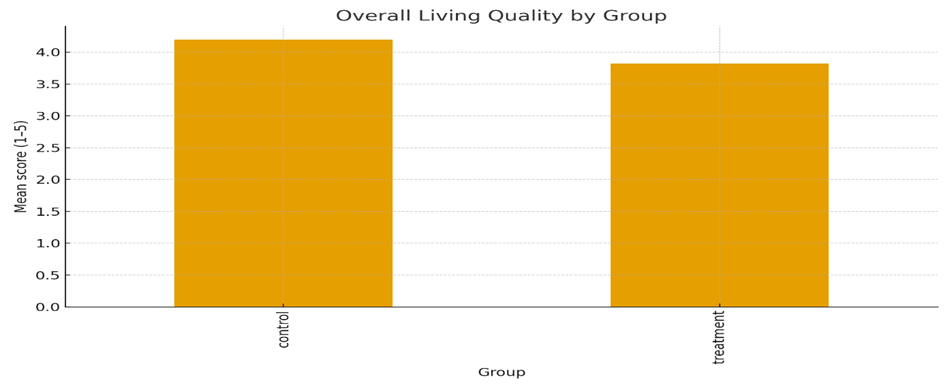 Overall Living Quality by Group
Mean score (1–5)
4.0
3.5
3.0
2.5
2.0
1.5
1.0
0.5
0.0
control
treatment
Group